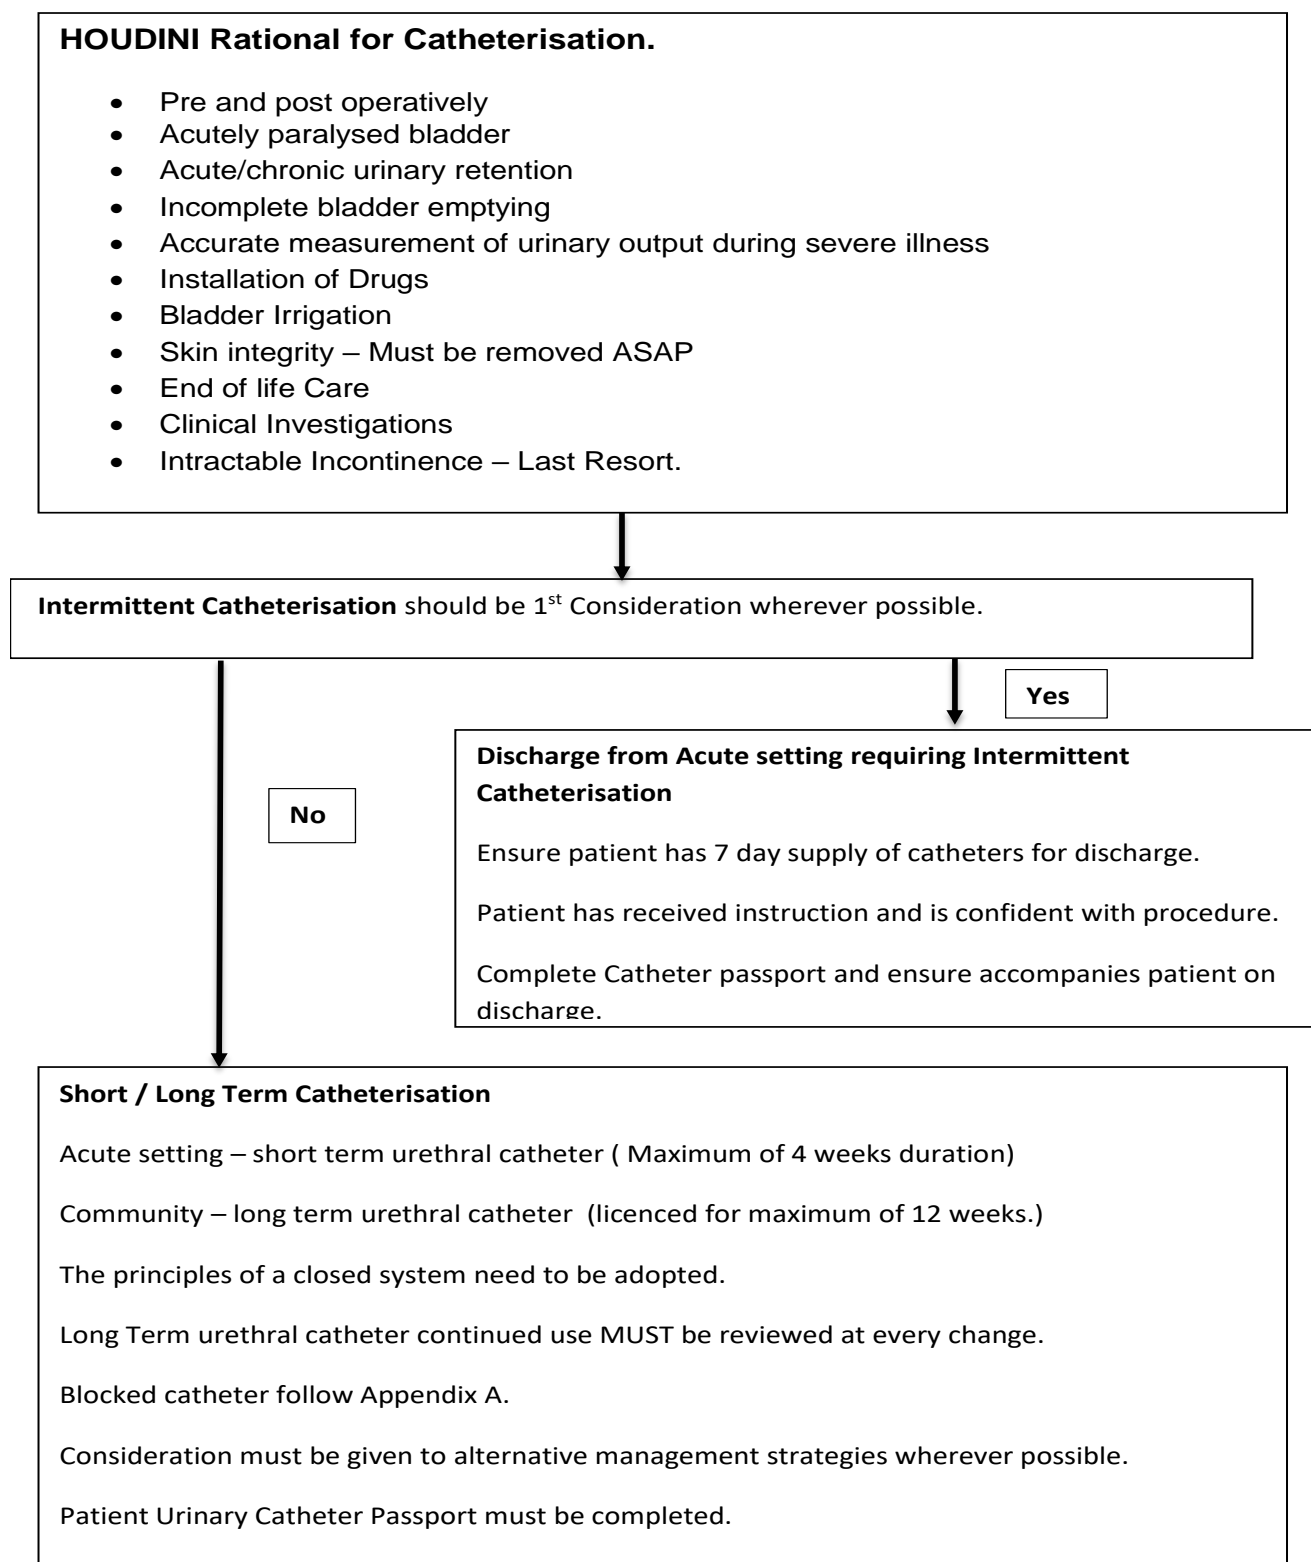 HOUDINI Rational for Catheterisation.
• Pre and post operatively
• Acutely paralysed bladder
• Acute/chronic urinary retention
• Incomplete bladder emptying
• Accurate measurement of urinary output during severe illness
• Installation of Drugs
• Bladder Irrigation
• Skin integrity – Must be removed ASAP
• End of life Care
• Clinical Investigations
• Intractable Incontinence – Last Resort.
Intermittent Catheterisation should be 1st Consideration wherever possible.
Yes
No
Discharge from Acute setting requiring Intermittent
Catheterisation
Ensure patient has 7 day supply of catheters for discharge.
Patient has received instruction and is confident with procedure.
Complete Catheter passport and ensure accompanies patient on
discharge.
Short / Long Term Catheterisation
Acute setting – short term urethral catheter ( Maximum of 4 weeks duration)
Community – long term urethral catheter (licenced for maximum of 12 weeks.)
The principles of a closed system need to be adopted.
Long Term urethral catheter continued use MUST be reviewed at every change.
Blocked catheter follow Appendix A.
Consideration must be given to alternative management strategies wherever possible.
Patient Urinary Catheter Passport must be completed.